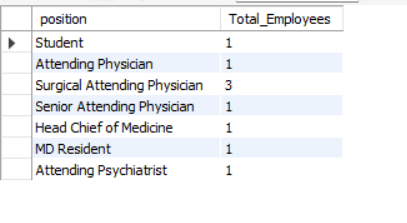 position Total_Employees
Student 1
Attending Physician 1
Surgical Attending Physician 3
Senior Attending Physician 1
Head Chief of Medicine 1
MD Resident 1
Attending Psychiatrist 1